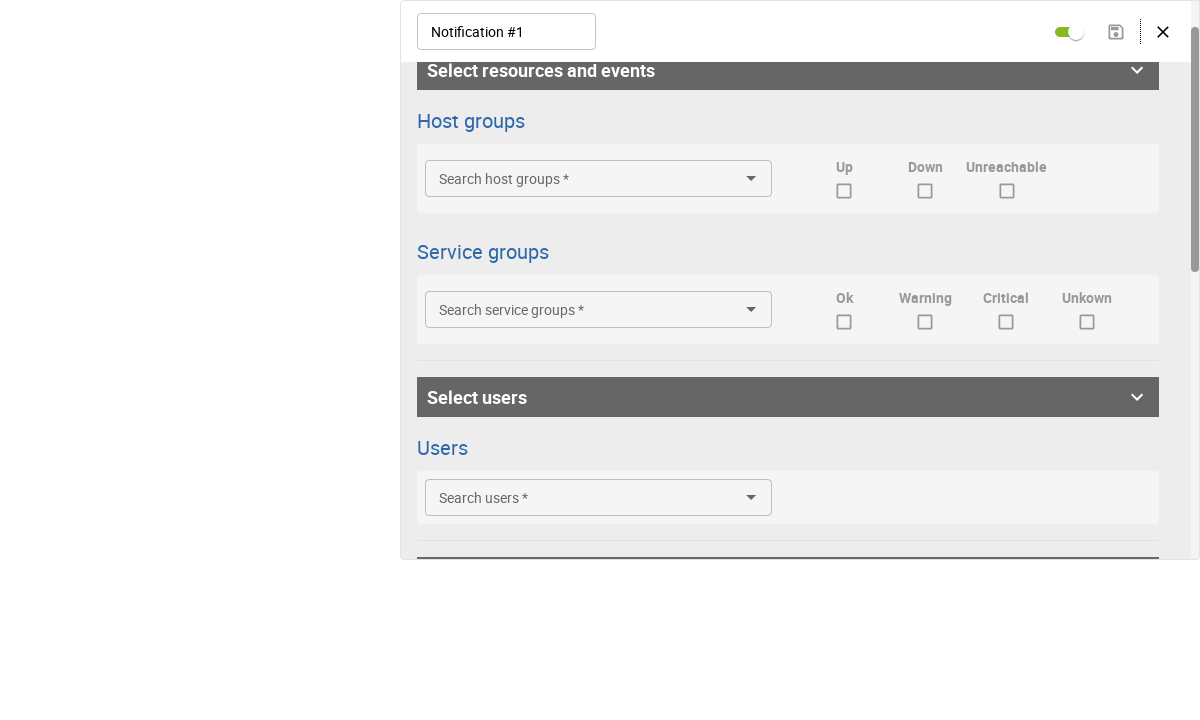 Notification #1
Select resources and events
Host groups
Search host groups *
Up Down Unreachable
Service groups
Search service groups *
Ok Warning Critical Unkown
Select users
Users
Search users *